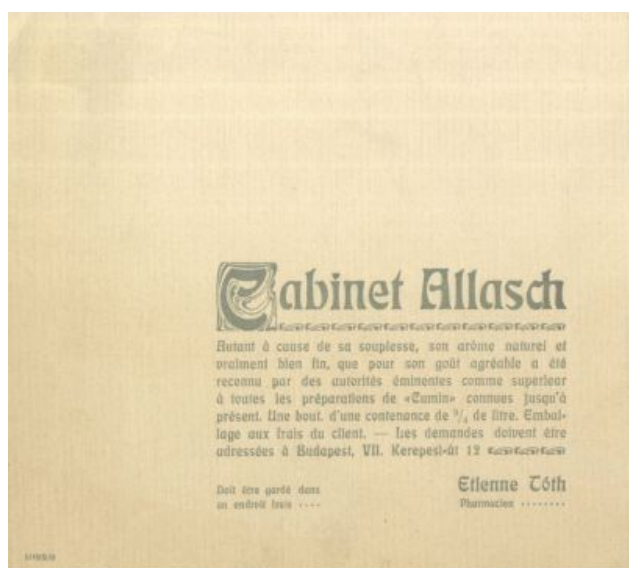 Cabinet Allasch
Autant à cause de sa souplesse, son arôme naturel et
vraiment bien fin, que pour son goût agréable a été
reconnu par des autorités éminentes comme superieur
à toutes les préparations de «Cumin» connues jusqu'à
présent. Une bout. d'une contenance de ³/₄ de litre. Embal-
lage aux frais du client. — Les demandes doivent être
adressées à Budapest, VII. Kerepesi-út 12
Doit être gardé dans
un endroit frais ····
Etienne Tóth
Pharmacien ········